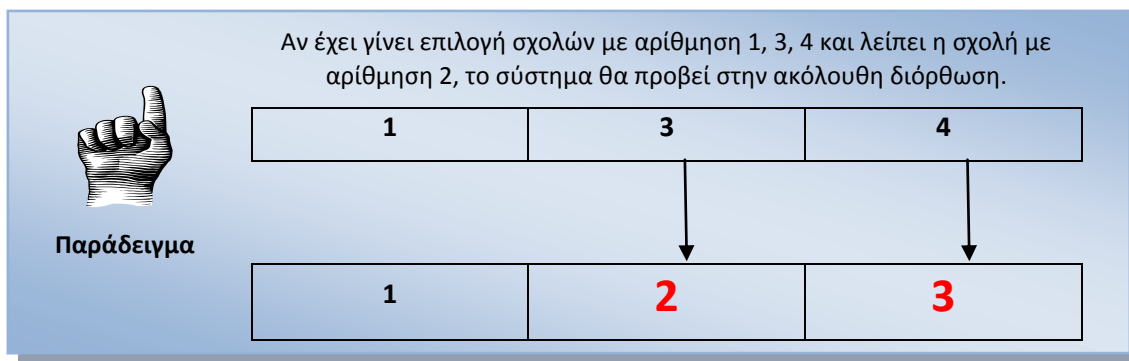 Αν έχει γίνει επιλογή σχολών με αρίθμηση 1, 3, 4 και λείπει η σχολή με
αρίθμηση 2, το σύστημα θα προβεί στην ακόλουθη διόρθωση.
1 3 4
Παράδειγμα
1 2 3